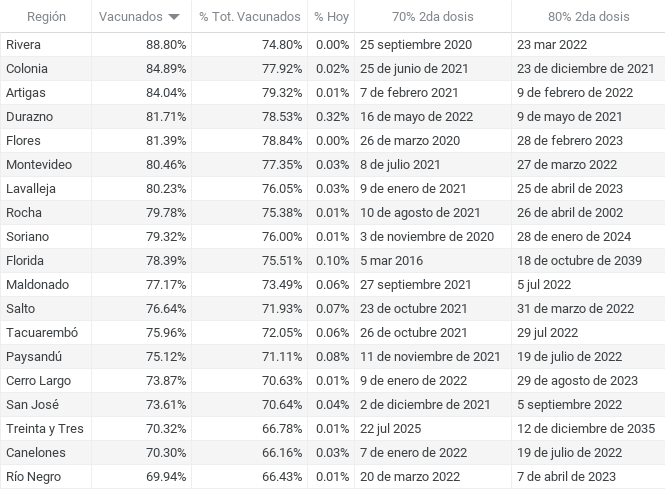 Región Vacunados % Tot. Vacunados % Hoy 70% 2da dosis 80% 2da dosis
Rivera 88.80% 74.80% 0.00% 25 septiembre 2020 23 mar 2022
Colonia 84.89% 77.92% 0.02% 25 de junio de 2021 23 de diciembre de 2021
Artigas 84.04% 79.32% 0.01% 7 de febrero 2021 9 de febrero de 2022
Durazno 81.71% 78.53% 0.32% 16 de mayo de 2022 9 de mayo de 2021
Flores 81.39% 78.84% 0.00% 26 de marzo 2020 28 de febrero 2023
Montevideo 80.46% 77.35% 0.03% 8 de julio 2021 27 de marzo 2022
Lavalleja 80.23% 76.05% 0.03% 9 de enero de 2021 25 de abril de 2023
Rocha 79.78% 75.38% 0.01% 10 de agosto de 2021 26 de abril de 2002
Soriano 79.32% 76.00% 0.01% 3 de noviembre de 2020 28 de enero de 2024
Florida 78.39% 75.51% 0.10% 5 mar 2016 18 de octubre de 2039
Maldonado 77.17% 73.49% 0.06% 27 septiembre 2021 5 jul 2022
Salto 76.64% 71.93% 0.07% 23 de octubre 2021 31 de marzo de 2022
Tacuarembó 75.96% 72.05% 0.06% 26 de octubre 2021 29 jul 2022
Paysandú 75.12% 71.11% 0.08% 11 de noviembre de 2021 19 de julio de 2022
Cerro Largo 73.87% 70.63% 0.01% 9 de enero de 2022 29 de agosto de 2023
San José 73.61% 70.64% 0.04% 2 de diciembre de 2021 5 septiembre 2022
Treinta y Tres 70.32% 66.78% 0.01% 22 jul 2025 12 de diciembre de 2035
Canelones 70.30% 66.16% 0.03% 7 de enero de 2022 19 de julio de 2022
Río Negro 69.94% 66.43% 0.01% 20 de marzo 2022 7 de abril de 2023